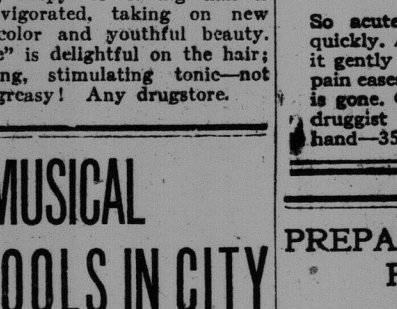 vigorated, taking on new
color and youthful beauty.
e" is delightful on the hair;
ng, stimulating tonic—not
greasy! Any drugstore.
MUSICAL
OOLS IN CITY
So acute
quickly.
it gently
pain ease
is gone.
druggist
hand—35
PREPA